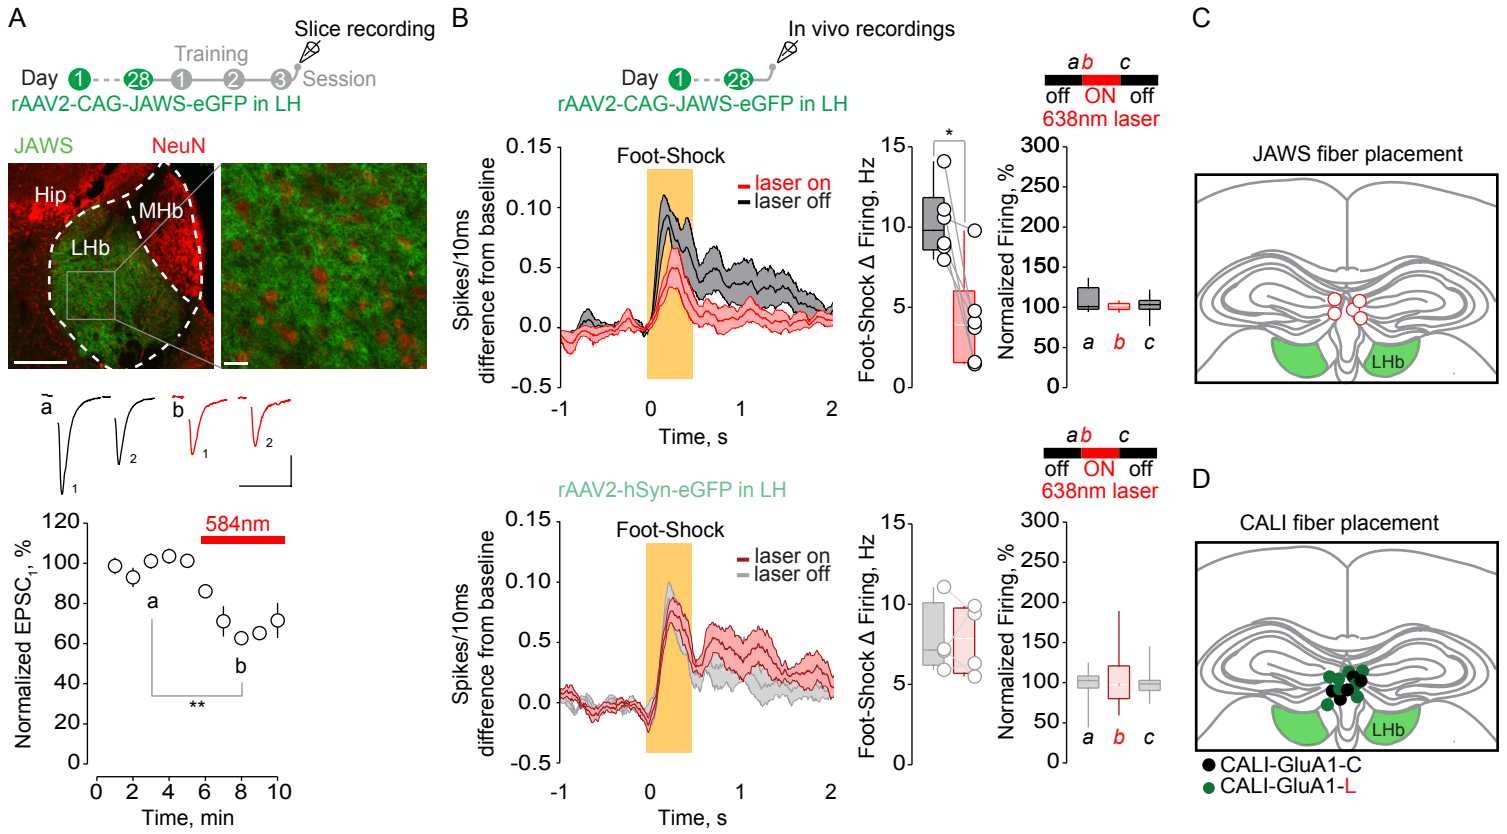 A
Slice recording
Training
Day 1 28 1 2 3 Session
rAAV2-CAG-JAWS-eGFP in LH
JAWS NeuN
Hip
MHb
LHb
a b
1 2 1 2
584nm
Normalized EPSC1, %
120
100
80
60
40
20
0
a
b
**
0 2 4 6 8 10
Time, min
B
In vivo recordings
Day 1 28
rAAV2-CAG-JAWS-eGFP in LH
Foot-Shock
laser on
laser off
Spikes/10ms
difference from baseline
0.15
0.10
0.5
0.0
-0.5
-1 0 1 2
Time, s
Foot-Shock Δ Firing, Hz
15
10
5
0
*
a b c
off ON off
638nm laser
Normalized Firing, %
300
250
200
150
100
50
0
a b c
rAAV2-hSyn-eGFP in LH
Foot-Shock
laser on
laser off
Spikes/10ms
difference from baseline
0.15
0.10
0.5
0.0
-0.5
-1 0 1 2
Time, s
Foot-Shock Δ Firing, Hz
15
10
5
0
a b c
off ON off
638nm laser
Normalized Firing, %
300
250
200
150
100
50
0
a b c
C
JAWS fiber placement
LHb
D
CALI fiber placement
LHb
CALI-GluA1-C
CALI-GluA1-L